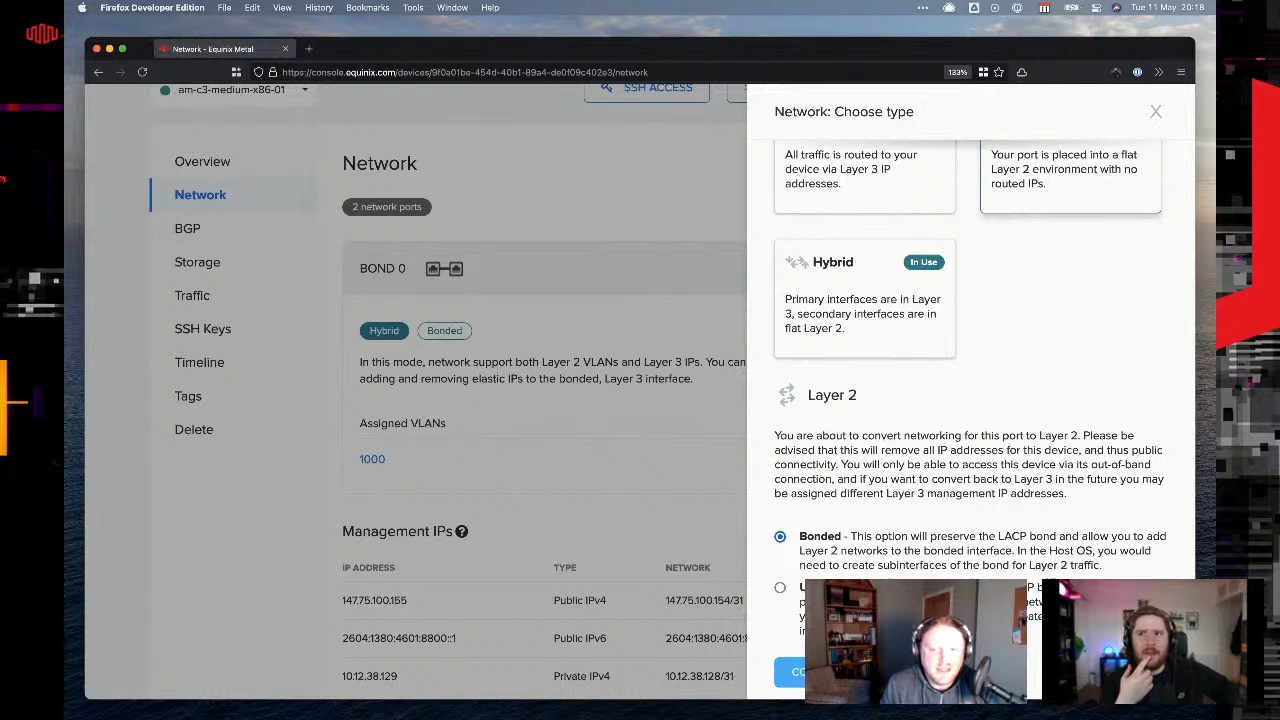 Firefox Developer Edition File Edit View History Bookmarks Tools Window Help
Tue 11 May 20:18
Network - Equinix Metal
https://console.equinix.com/devices/9f0a01be-454d-40b1-89a4-de0f09c402e3/network
133%
am-c3-medium-x86-01
SSH ACCESS
Overview
Network
BGP
Storage
Traffic
SSH Keys
Timeline
Tags
Delete
Network
2 network ports
BOND 0
Hybrid Bonded
In this mode, network support both Layer 2 VLANs and Layer 3 IPs. You can
adding and removing elastic IPs to the bonded, Layer 3 interface.
Assigned VLANs
1000
Management IPs ?
IP ADDRESS TYPE NETWORK
147.75.100.155 Public IPv4 147.75.100.154/31
2604:1380:4601:8800::1 Public IPv6 2604:1380:4601:8
10.12.38.129 Private IPv4 10.12.38.128/31
Network: Choose type
X
All traffic is routed to your
device via Layer 3 IP
addresses.
Your port is placed into a flat
Layer 2 environment with no
routed IPs.
Hybrid In Use
Primary interfaces are in Layer
3, secondary interfaces are in
flat Layer 2.
Layer 2
You are about to convert networking for this port to Layer 2. Please be
advised that this will remove all IP addresses for this device, and thus public
connectivity. You will only be able to access this device via its out-of-band
connection, and if you want to convert back to Layer 3 in the future you may
be assigned different Layer 3 management IP addresses.
Bonded - This option will preserve the LACP bond and allow you to add
Layer 2 networks to the bonded interface. In the Host OS, you would
need to create subinterfaces of the bond for Layer 2 traffic.